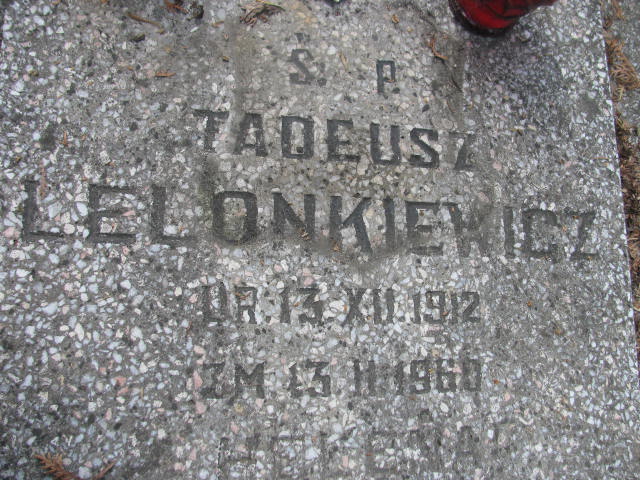 Ś. P.
TADEUSZ
LELONKIEWICZ
UR. 13. XII. 1912
ZM 13 II 1960